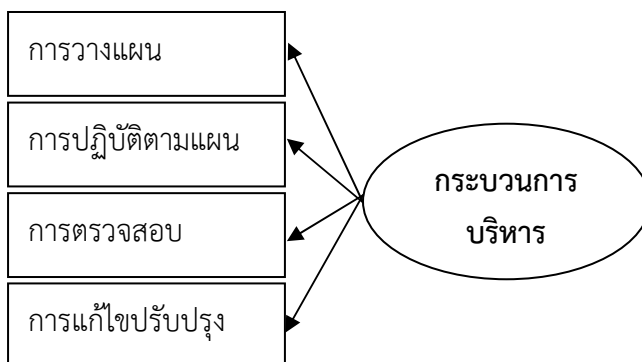 การวางแผน
การปฏิบัติตามแผน
การตรวจสอบ
การแก้ไขปรับปรุง
กระบวนการ
บริหาร